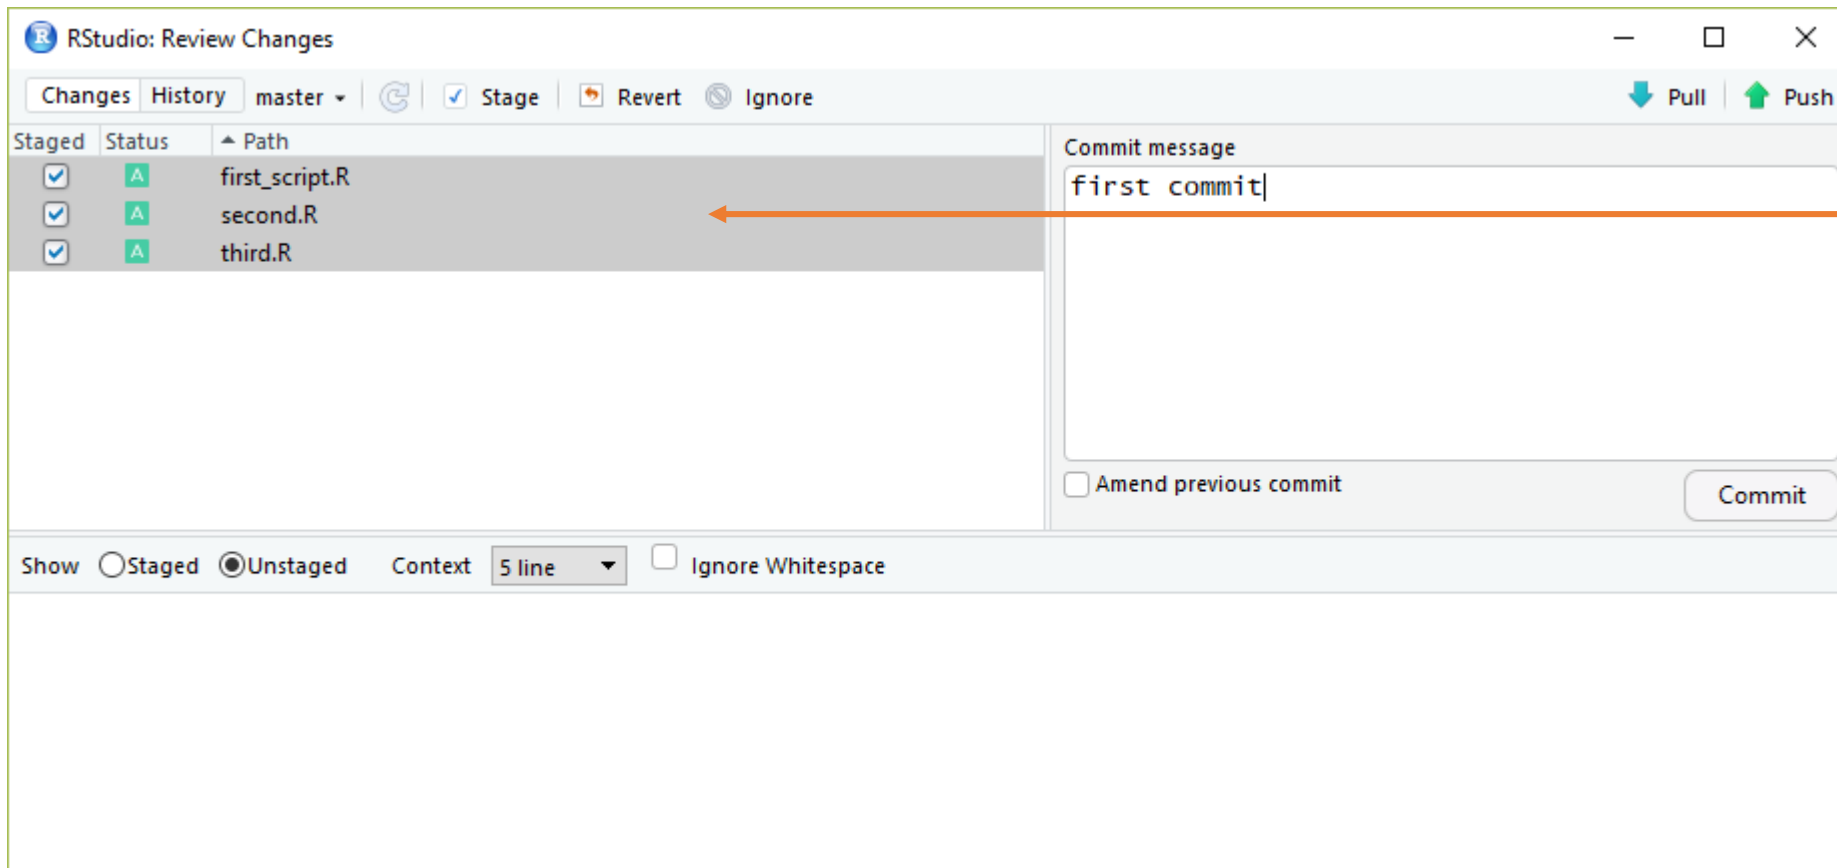 RStudio: Review Changes
Changes History master Stage Revert Ignore Pull Push
Staged Status Path
A first_script.R
A second.R
A third.R
Commit message
first commit
Amend previous commit
Commit
Show Staged Unstaged Context 5 line Ignore Whitespace